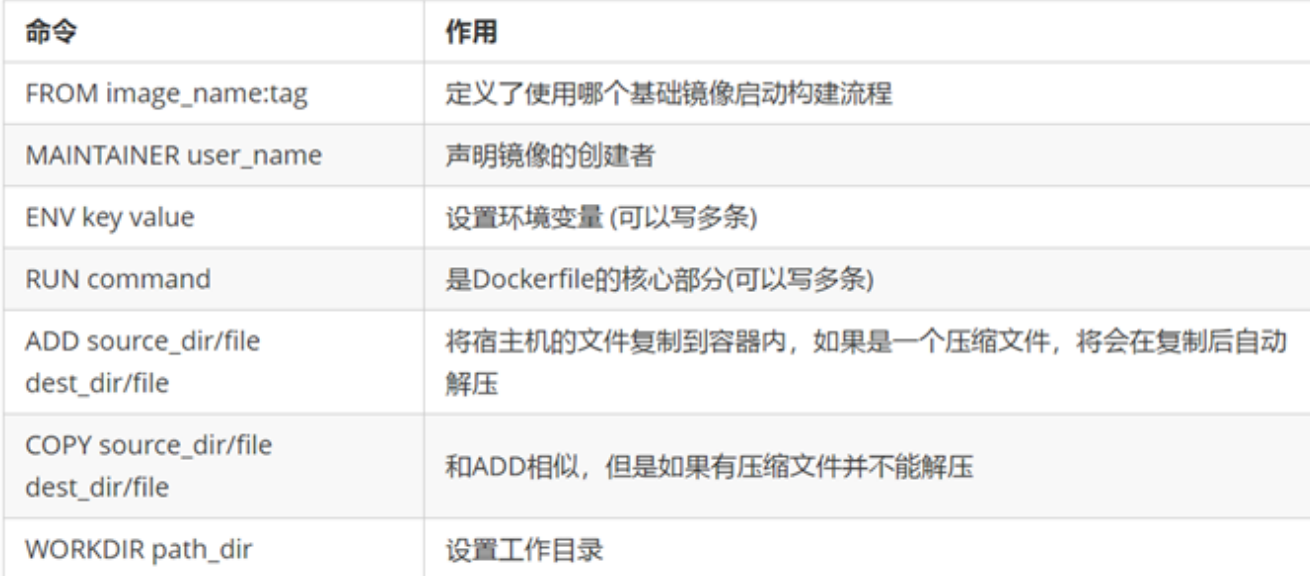 命令
作用
FROM image_name:tag
定义了使用哪个基础镜像启动构建流程
MAINTAINER user_name
声明镜像的创建者
ENV key value
设置环境变量 (可以写多条)
RUN command
是Dockerfile的核心部分(可以写多条)
ADD source_dir/file
dest_dir/file
将宿主机的文件复制到容器内，如果是一个压缩文件，将会在复制后自动
解压
COPY source_dir/file
dest_dir/file
和ADD相似，但是如果有压缩文件并不能解压
WORKDIR path_dir
设置工作目录